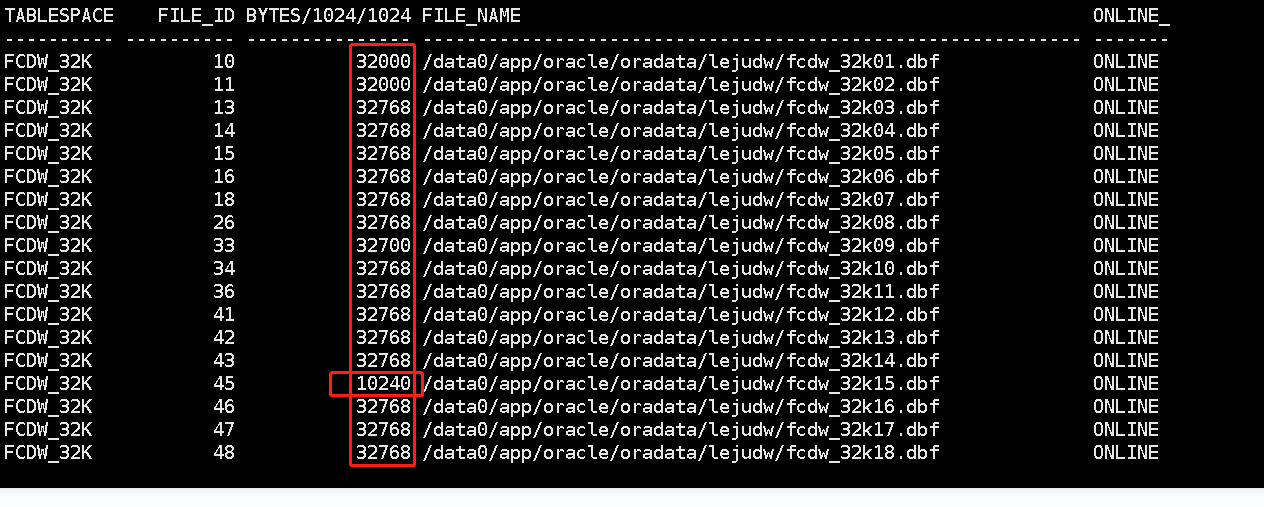 TABLESPACE    FILE_ID BYTES/1024/1024 FILE_NAME                                                    ONLINE_
---------- ---------- --------------- ------------------------------------------------------------ -------
FCDW_32K           10           32000 /data0/app/oracle/oradata/lejudw/fcdw_32k01.dbf              ONLINE
FCDW_32K           11           32000 /data0/app/oracle/oradata/lejudw/fcdw_32k02.dbf              ONLINE
FCDW_32K           13           32768 /data0/app/oracle/oradata/lejudw/fcdw_32k03.dbf              ONLINE
FCDW_32K           14           32768 /data0/app/oracle/oradata/lejudw/fcdw_32k04.dbf              ONLINE
FCDW_32K           15           32768 /data0/app/oracle/oradata/lejudw/fcdw_32k05.dbf              ONLINE
FCDW_32K           16           32768 /data0/app/oracle/oradata/lejudw/fcdw_32k06.dbf              ONLINE
FCDW_32K           18           32768 /data0/app/oracle/oradata/lejudw/fcdw_32k07.dbf              ONLINE
FCDW_32K           26           32768 /data0/app/oracle/oradata/lejudw/fcdw_32k08.dbf              ONLINE
FCDW_32K           33           32700 /data0/app/oracle/oradata/lejudw/fcdw_32k09.dbf              ONLINE
FCDW_32K           34           32768 /data0/app/oracle/oradata/lejudw/fcdw_32k10.dbf              ONLINE
FCDW_32K           36           32768 /data0/app/oracle/oradata/lejudw/fcdw_32k11.dbf              ONLINE
FCDW_32K           41           32768 /data0/app/oracle/oradata/lejudw/fcdw_32k12.dbf              ONLINE
FCDW_32K           42           32768 /data0/app/oracle/oradata/lejudw/fcdw_32k13.dbf              ONLINE
FCDW_32K           43           32768 /data0/app/oracle/oradata/lejudw/fcdw_32k14.dbf              ONLINE
FCDW_32K           45           10240 /data0/app/oracle/oradata/lejudw/fcdw_32k15.dbf              ONLINE
FCDW_32K           46           32768 /data0/app/oracle/oradata/lejudw/fcdw_32k16.dbf              ONLINE
FCDW_32K           47           32768 /data0/app/oracle/oradata/lejudw/fcdw_32k17.dbf              ONLINE
FCDW_32K           48           32768 /data0/app/oracle/oradata/lejudw/fcdw_32k18.dbf              ONLINE